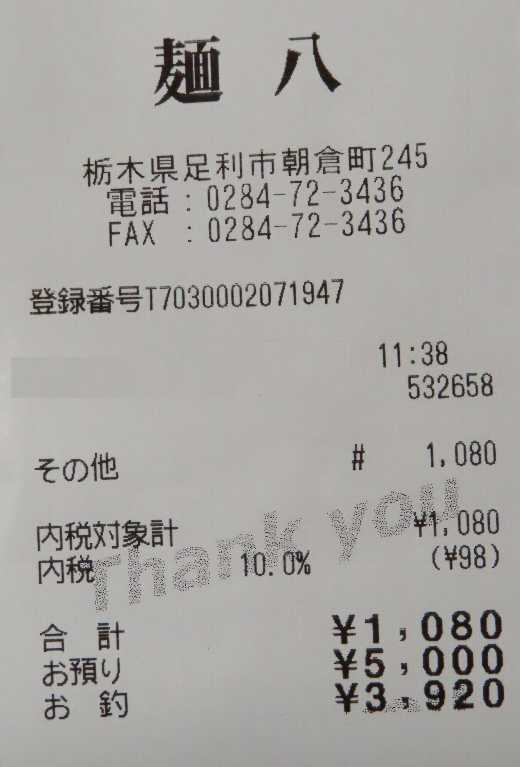 麺 八
栃木県足利市朝倉町245
電話 : 0284-72-3436
FAX : 0284-72-3436
登録番号T7030002071947
11:38
532658
その他 # 1,080
内税対象計 ¥1,080
内税 10.0% (¥98)
Thank you
合 計 ¥1,080
お預り ¥5,000
お 釣 ¥3,920